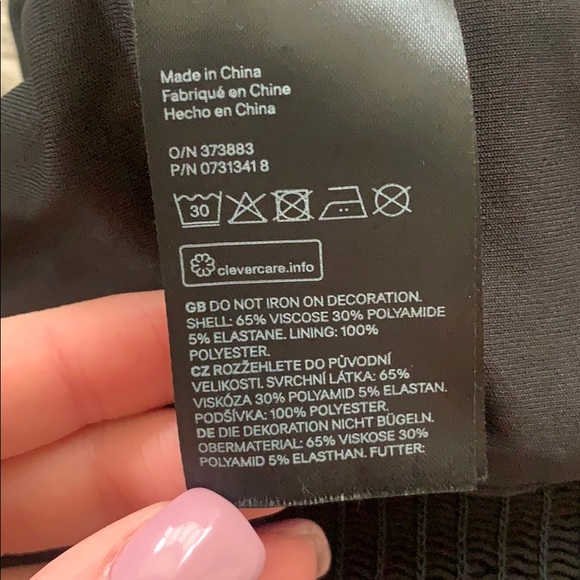 Made in China
Fabriqué en Chine
Hecho en China
O/N 373883
P/N 0731341 8
30
clevercare.info
GB DO NOT IRON ON DECORATION.
SHELL: 65% VISCOSE 30% POLYAMIDE
5% ELASTANE. LINING: 100%
POLYESTER.
CZ ROZŽEHLETE DO PŮVODNÍ
VELIKOSTI. SVRCHNÍ LÁTKA: 65%
VISKÓZA 30% POLYAMID 5% ELASTAN.
PODŠÍVKA: 100% POLYESTER.
DE DIE DEKORATION NICHT BÜGELN.
OBERMATERIAL: 65% VISKOSE 30%
POLYAMID 5% ELASTHAN. FUTTER: